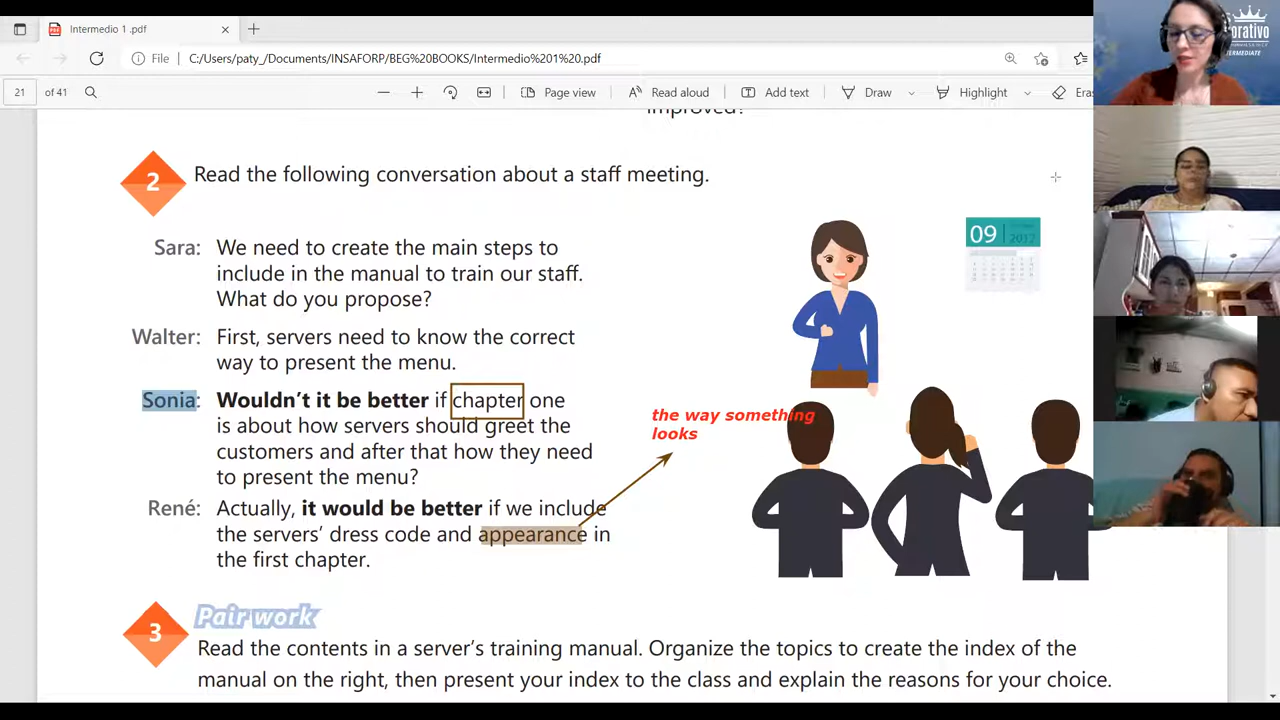 Intermedio 1 .pdf
File
C:/Users/paty_/Documents/INSAFORP/BEG%20BOOKS/Intermedio%201%20.pdf
21 of 41
Page view
Read aloud
Add text
Draw
Highlight
Eras
orativo
improved?
2 Read the following conversation about a staff meeting.
09
2017
Sara: We need to create the main steps to
include in the manual to train our staff.
What do you propose?
Walter: First, servers need to know the correct
way to present the menu.
Sonia: Wouldn't it be better if chapter one
is about how servers should greet the
customers and after that how they need
to present the menu?
the way something
looks
René: Actually, it would be better if we include
the servers' dress code and appearance in
the first chapter.
3 Pair work
Read the contents in a server's training manual. Organize the topics to create the index of the
manual on the right, then present your index to the class and explain the reasons for your choice.